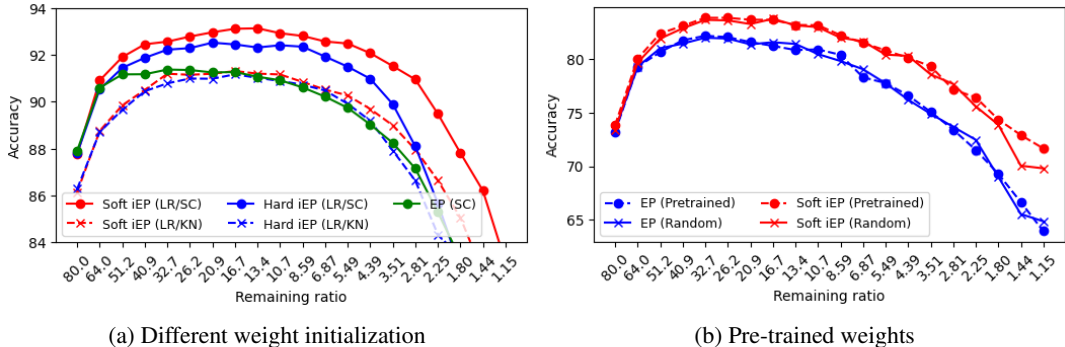 94
92
90
88
86
84
Accuracy
Soft iEP (LR/SC)
Soft iEP (LR/KN)
Hard iEP (LR/SC)
Hard iEP (LR/KN)
EP (SC)
80.0 64.0 51.2 40.9 32.7 26.2 20.9 16.7 13.4 10.7 8.59 6.87 5.49 4.39 3.51 2.81 2.25 1.80 1.44 1.15
Remaining ratio
(a) Different weight initialization
80
75
70
65
Accuracy
EP (Pretrained)
EP (Random)
Soft iEP (Pretrained)
Soft iEP (Random)
80.0 64.0 51.2 40.9 32.7 26.2 20.9 16.7 13.4 10.7 8.59 6.87 5.49 4.39 3.51 2.81 2.25 1.80 1.44 1.15
Remaining ratio
(b) Pre-trained weights